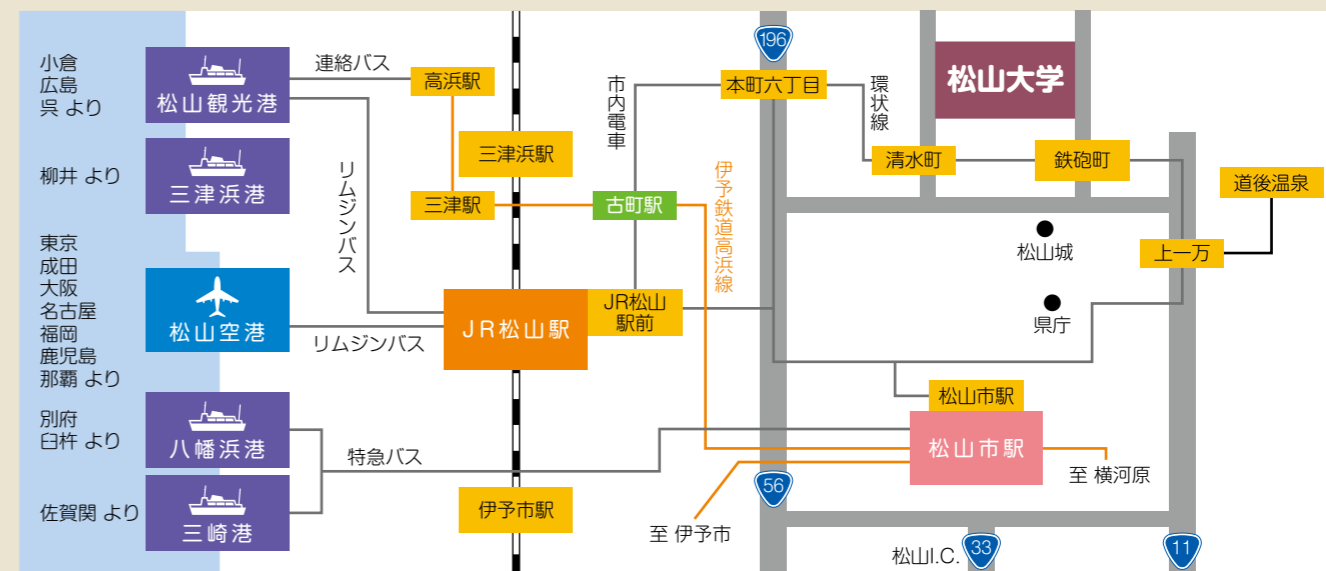 小倉
広島
呉 より
松山観光港
連絡バス
高浜駅
196
本町六丁目
市内電車
環状線
松山大学
三津浜駅
清水町
鉄砲町
柳井 より
三津浜港
リムジンバス
三津駅
古町駅
伊予鉄道高浜線
道後温泉
松山城
上一万
東京
成田
大阪
名古屋
福岡
鹿児島
那覇 より
松山空港
リムジンバス
JR松山駅
JR松山
駅前
県庁
別府
臼杵 より
八幡浜港
特急バス
松山市駅
松山市駅
至 横河原
佐賀関 より
三崎港
伊予市駅
至 伊予市
56
松山I.C.
33
11